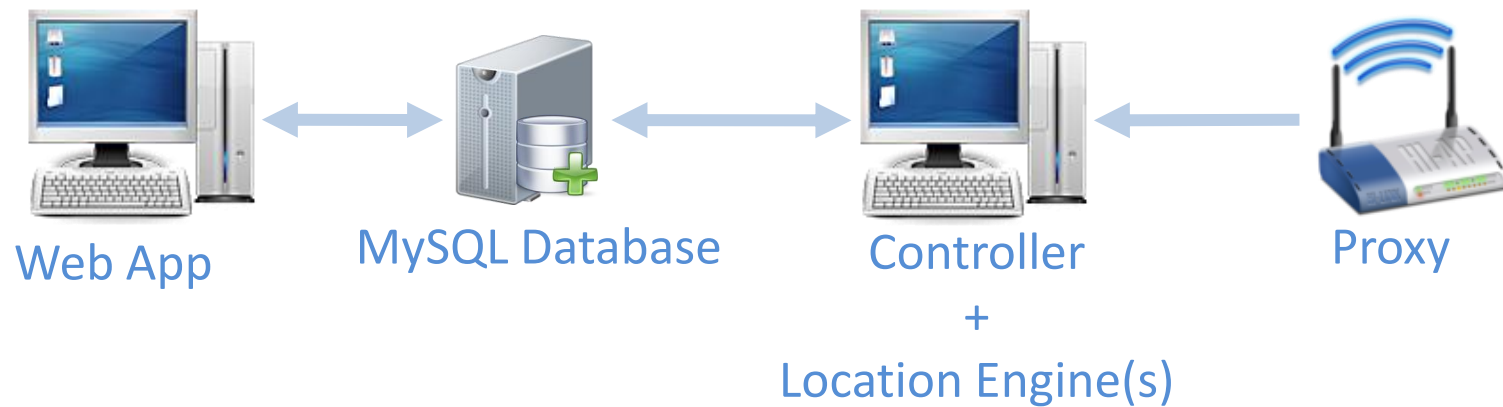 Web App
MySQL Database
Controller
+
Location Engine(s)
Proxy